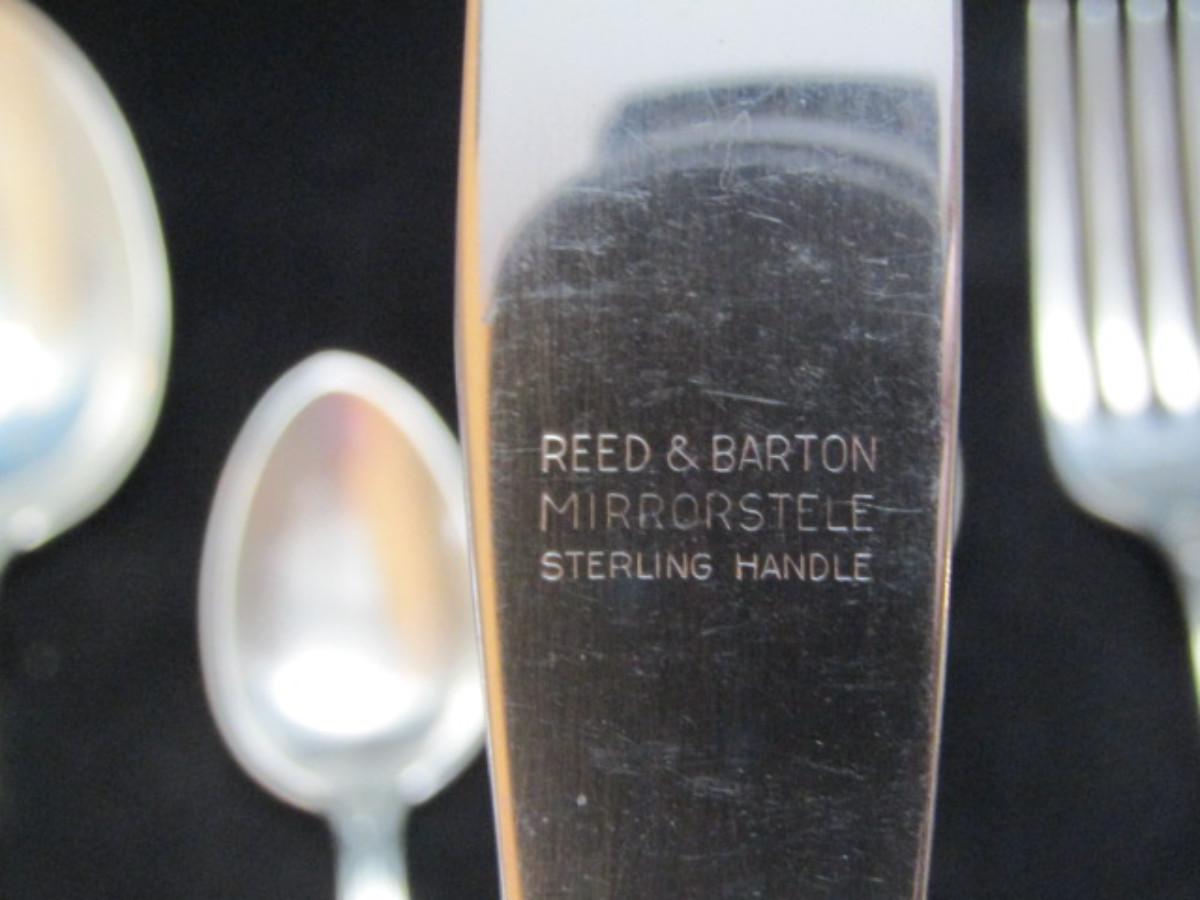 REED & BARTON
MIRRORSTELE
STERLING HANDLE